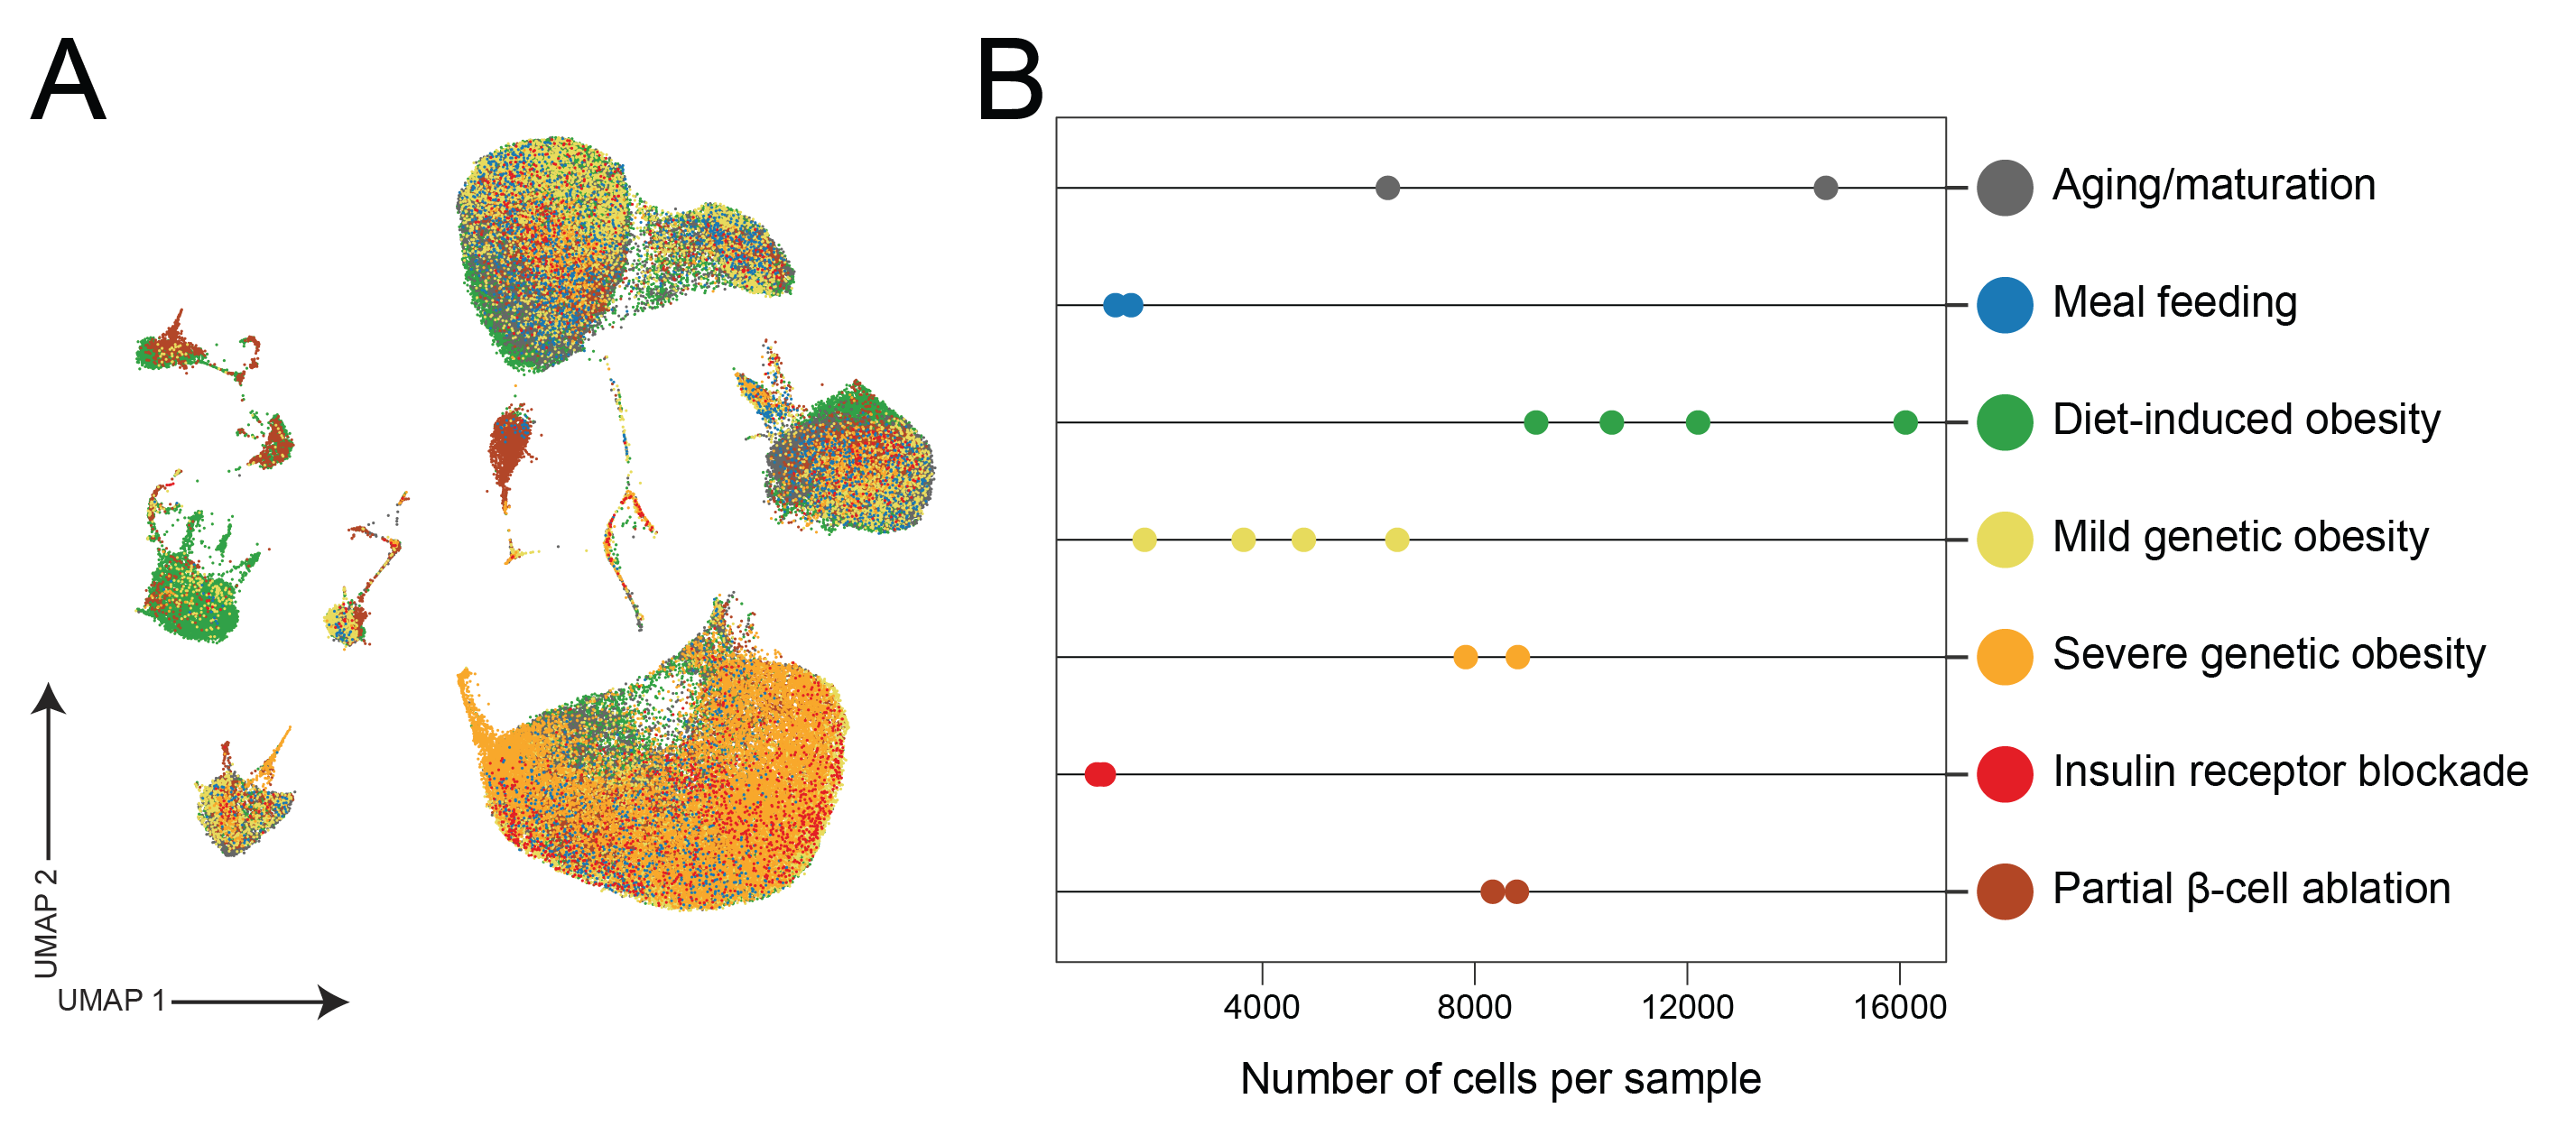 A
B
UMAP 2
UMAP 1
Aging/maturation
Meal feeding
Diet-induced obesity
Mild genetic obesity
Severe genetic obesity
Insulin receptor blockade
Partial β-cell ablation
4000 8000 12000 16000
Number of cells per sample